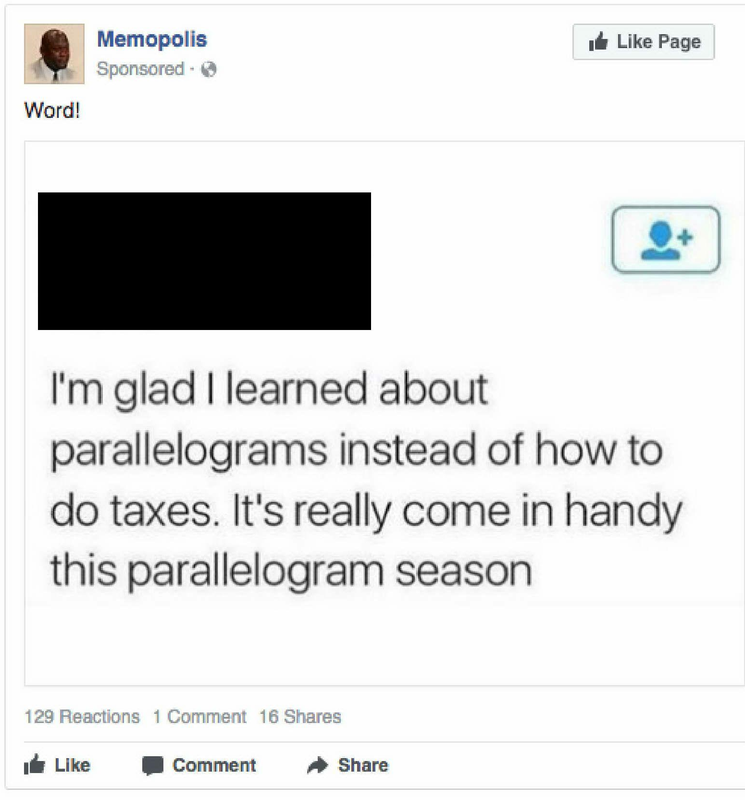 Memopolis
Like Page
Sponsored ·
Word!
I'm glad I learned about
parallelograms instead of how to
do taxes. It's really come in handy
this parallelogram season
129 Reactions 1 Comment 16 Shares
Like Comment Share